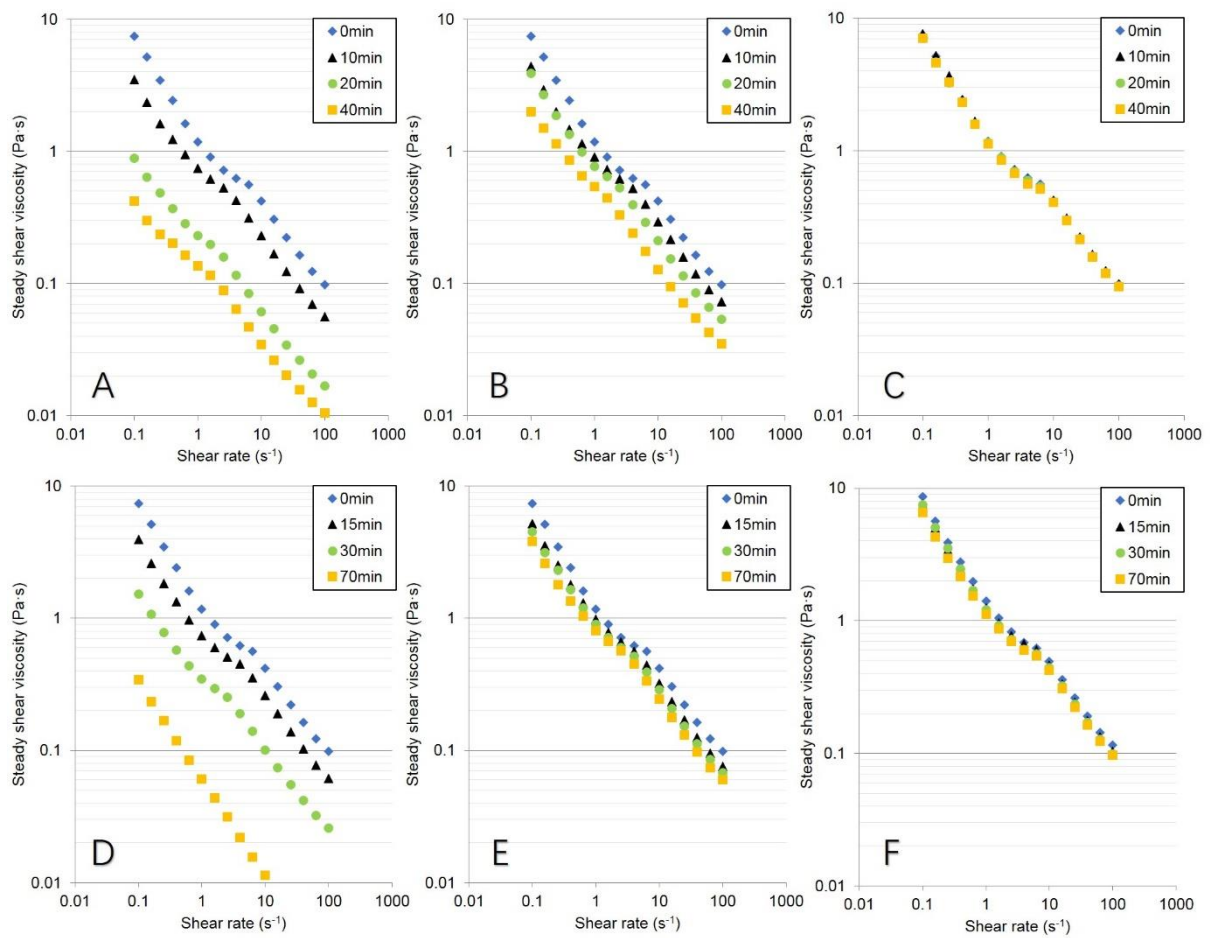 10
1
0.1
0.01
Steady shear viscosity (Pa·s)
0min
10min
20min
40min
A
0.01 0.1 1 10 100 1000
Shear rate (s⁻¹)
10
1
0.1
0.01
Steady shear viscosity (Pa·s)
0min
10min
20min
40min
B
0.01 0.1 1 10 100 1000
Shear rate (s⁻¹)
10
1
0.1
0.01
Steady shear viscosity (Pa·s)
0min
10min
20min
40min
C
0.01 0.1 1 10 100 1000
Shear rate (s⁻¹)
10
1
0.1
0.01
Steady shear viscosity (Pa·s)
0min
15min
30min
70min
D
0.01 0.1 1 10 100 1000
Shear rate (s⁻¹)
10
1
0.1
0.01
Steady shear viscosity (Pa·s)
0min
15min
30min
70min
E
0.01 0.1 1 10 100 1000
Shear rate (s⁻¹)
10
1
0.1
0.01
Steady shear viscosity (Pa·s)
0min
15min
30min
70min
F
0.01 0.1 1 10 100 1000
Shear rate (s⁻¹)